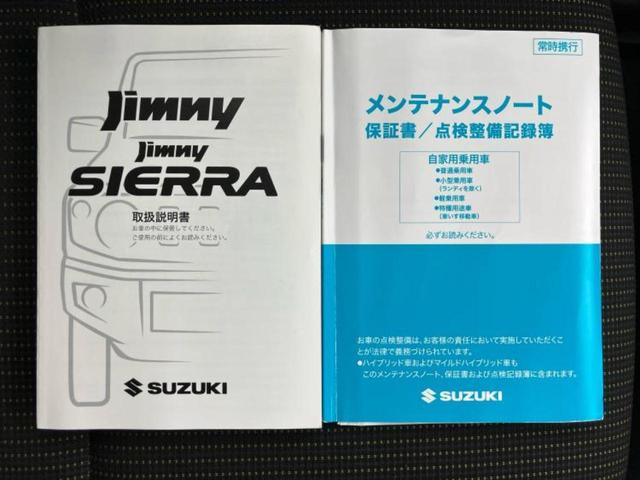 Jimny
Jimny
SIERRA
取扱説明書
お車の中に保管してください。
ご使用の前によくお読みください。
SUZUKI
常時携行
メンテナンスノート
保証書/点検整備記録簿
自家用乗用車
●普通乗用車
●小型乗用車
(ランディを除く)
●軽乗用車
●特種用途車
(車いす移動車)
必ずお読みください。
お車の点検整備は、お客様の責任において実施していただくこ
とが法律で義務づけられています。
●ハイブリッド車およびマイルドハイブリッド車も
このメンテナンスノート、保証書および点検記録簿に含まれます。
SUZUKI